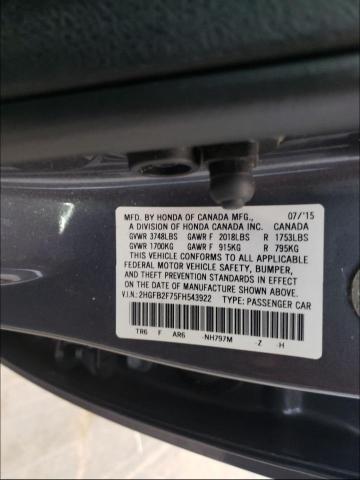 MFD. BY HONDA OF CANADA MFG., 07/'15
A DIVISION OF HONDA CANADA INC. CANADA
GVWR 3748LBS GAWR F 2018LBS R 1753LBS
GVWR 1700KG GAWR F 915KG R 795KG
THIS VEHICLE CONFORMS TO ALL APPLICABLE
FEDERAL MOTOR VEHICLE SAFETY, BUMPER,
AND THEFT PREVENTION STANDARDS IN EFFECT
ON THE DATE OF MANUFACTURE SHOWN ABOVE.
V.I.N.: 2HGFB2F75FH543922 TYPE: PASSENGER CAR
TR6 F AR6 -NH797M -Z -H